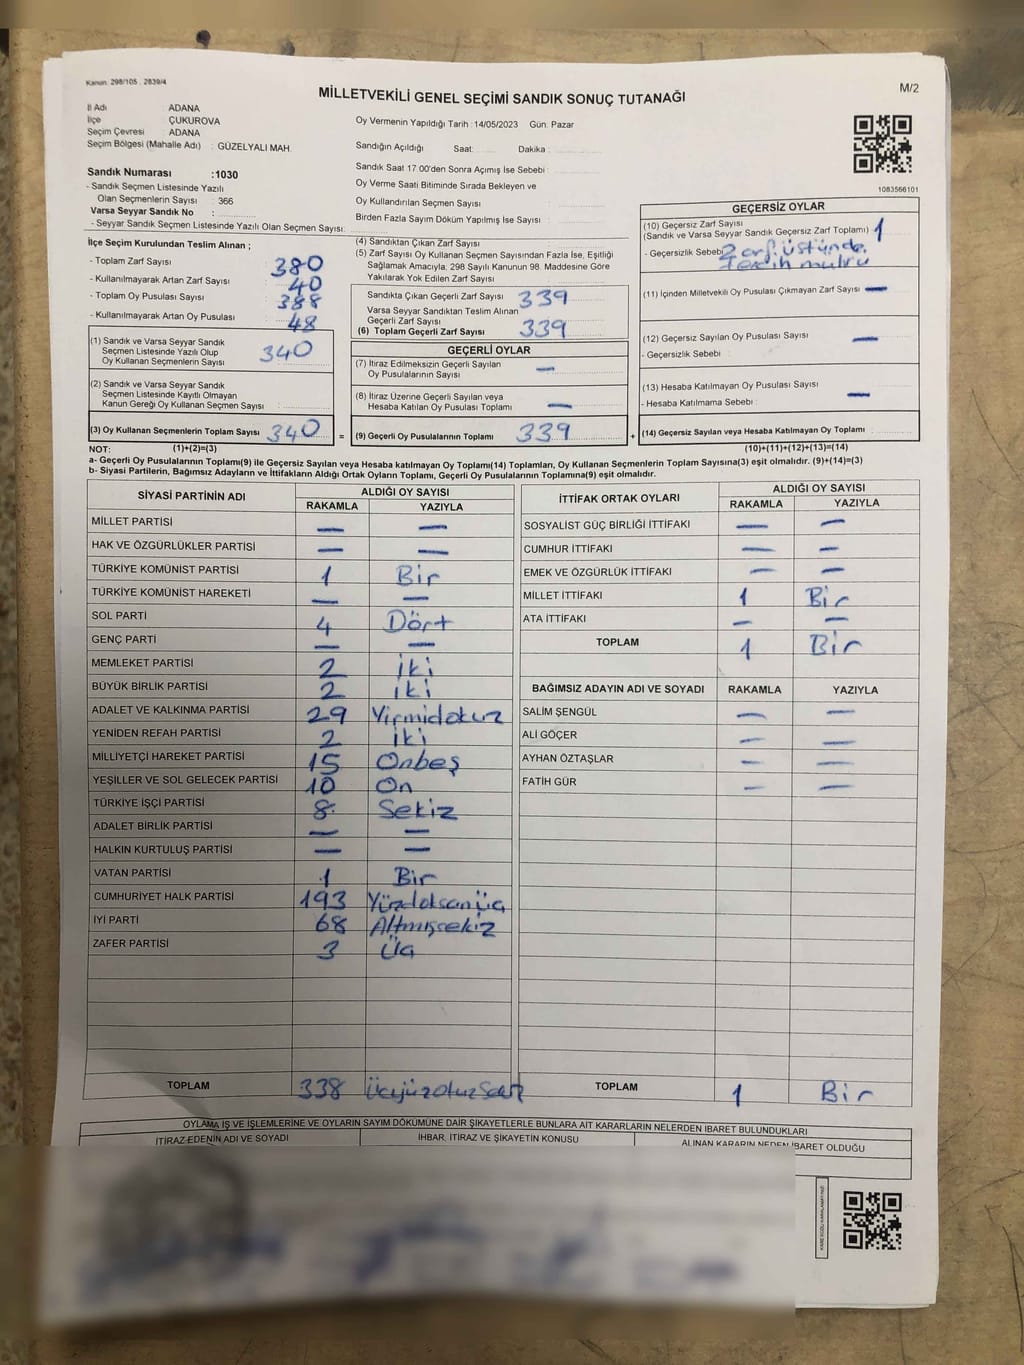 Kanun. 298/105 . 2839/4
M/2
MİLLETVEKİLİ GENEL SEÇİMİ SANDIK SONUÇ TUTANAĞI
İl Adı : ADANA
İlçe : ÇUKUROVA
Seçim Çevresi : ADANA
Seçim Bölgesi (Mahalle Adı) : GÜZELYALI MAH.
Sandık Numarası :1030
- Sandık Seçmen Listesinde Yazılı
Olan Seçmenlerin Sayısı : 366
Varsa Seyyar Sandık No :
- Seyyar Sandık Seçmen Listesinde Yazılı Olan Seçmen Sayısı:
Oy Vermenin Yapıldığı Tarih : 14/05/2023 Gün: Pazar
Sandığın Açıldığı Saat: Dakika :
Sandık Saat 17.00'den Sonra Açımış İse Sebebi :
Oy Verme Saati Bitiminde Sırada Bekleyen ve
Oy Kullandırılan Seçmen Sayısı :
Birden Fazla Sayım Döküm Yapılmış İse Sayısı :
1083566101
İlçe Seçim Kurulundan Teslim Alınan ;
- Toplam Zarf Sayısı : 380
- Kullanılmayarak Artan Zarf Sayısı : 40
- Toplam Oy Pusulası Sayısı : 388
- Kullanılmayarak Artan Oy Pusulası : 48
(1) Sandık ve Varsa Seyyar Sandık
Seçmen Listesinde Yazılı Olup
Oy Kullanan Seçmenlerin Sayısı : 340
(2) Sandık ve Varsa Seyyar Sandık
Seçmen Listesinde Kayıtlı Olmayan
Kanun Gereği Oy Kullanan Seçmen Sayısı :
(3) Oy Kullanan Seçmenlerin Toplam Sayısı : 340 =
(4) Sandıktan Çıkan Zarf Sayısı :
(5) Zarf Sayısı Oy Kullanan Seçmen Sayısından Fazla İse, Eşitliği
Sağlamak Amacıyla, 298 Sayılı Kanunun 98. Maddesine Göre
Yakılarak Yok Edilen Zarf Sayısı :
Sandıkta Çıkan Geçerli Zarf Sayısı : 339
Varsa Seyyar Sandıktan Teslim Alınan
Geçerli Zarf Sayısı :
(6) Toplam Geçerli Zarf Sayısı : 339
GEÇERLİ OYLAR
(7) İtiraz Edilmeksizin Geçerli Sayılan
Oy Pusulalarının Sayısı : —
(8) İtiraz Üzerine Geçerli Sayılan veya
Hesaba Katılan Oy Pusulası Toplamı : —
(9) Geçerli Oy Pusulalarının Toplamı : 339 +
GEÇERSİZ OYLAR
(10) Geçersiz Zarf Sayısı
(Sandık ve Varsa Seyyar Sandık Geçersiz Zarf Toplamı) : 1
- Geçersizlik Sebebi : Zarf üstünde
tercih mührü
(11) İçinden Milletvekili Oy Pusulası Çıkmayan Zarf Sayısı : —
(12) Geçersiz Sayılan Oy Pusulası Sayısı : —
- Geçersizlik Sebebi :
(13) Hesaba Katılmayan Oy Pusulası Sayısı : —
- Hesaba Katılmama Sebebi :
(14) Geçersiz Sayılan veya Hesaba Katılmayan Oy Toplamı :
NOT: (1)+(2)=(3) (10)+(11)+(12)+(13)=(14)
a- Geçerli Oy Pusulalarının Toplamı(9) ile Geçersiz Sayılan veya Hesaba katılmayan Oy Toplamı(14) Toplamları, Oy Kullanan Seçmenlerin Toplam Sayısına(3) eşit olmalıdır. (9)+(14)=(3)
b- Siyasi Partilerin, Bağımsız Adayların ve İttifakların Aldığı Ortak Oyların Toplamı, Geçerli Oy Pusulalarının Toplamına(9) eşit olmalıdır.
SİYASİ PARTİNİN ADI ALDIĞI OY SAYISI
RAKAMLA YAZIYLA
MİLLET PARTİSİ — —
HAK VE ÖZGÜRLÜKLER PARTİSİ — —
TÜRKİYE KOMÜNİST PARTİSİ 1 Bir
TÜRKİYE KOMÜNİST HAREKETİ — —
SOL PARTİ 4 Dört
GENÇ PARTİ — —
MEMLEKET PARTİSİ 2 iki
BÜYÜK BİRLİK PARTİSİ 2 iki
ADALET VE KALKINMA PARTİSİ 29 Yirmidokuz
YENİDEN REFAH PARTİSİ 2 iki
MİLLİYETÇİ HAREKET PARTİSİ 15 Onbeş
YEŞİLLER VE SOL GELECEK PARTİSİ 10 On
TÜRKİYE İŞÇİ PARTİSİ 8 Sekiz
ADALET BİRLİK PARTİSİ — —
HALKIN KURTULUŞ PARTİSİ — —
VATAN PARTİSİ 1 Bir
CUMHURİYET HALK PARTİSİ 193 Yüzdoksanüç
İYİ PARTİ 68 Altmışsekiz
ZAFER PARTİSİ 3 Üç
TOPLAM 338 Üçyüzotuzsekiz
İTTİFAK ORTAK OYLARI ALDIĞI OY SAYISI
RAKAMLA YAZIYLA
SOSYALİST GÜÇ BİRLİĞİ İTTİFAKI — —
CUMHUR İTTİFAKI — —
EMEK VE ÖZGÜRLÜK İTTİFAKI — —
MİLLET İTTİFAKI 1 Bir
ATA İTTİFAKI — —
TOPLAM 1 Bir
BAĞIMSIZ ADAYIN ADI VE SOYADI RAKAMLA YAZIYLA
SALİM ŞENGÜL — —
ALİ GÖÇER — —
AYHAN ÖZTAŞLAR — —
FATİH GÜR — —
TOPLAM 1 Bir
OYLAMA İŞ VE İŞLEMLERİNE VE OYLARIN SAYIM DÖKÜMÜNE DAİR ŞİKAYETLERLE BUNLARA AİT KARARLARIN NELERDEN İBARET BULUNDUKLARI
İTİRAZ EDENİN ADI VE SOYADI İHBAR, İTİRAZ VE ŞİKAYETİN KONUSU ALINAN KARARIN NEDEN İBARET OLDUĞU